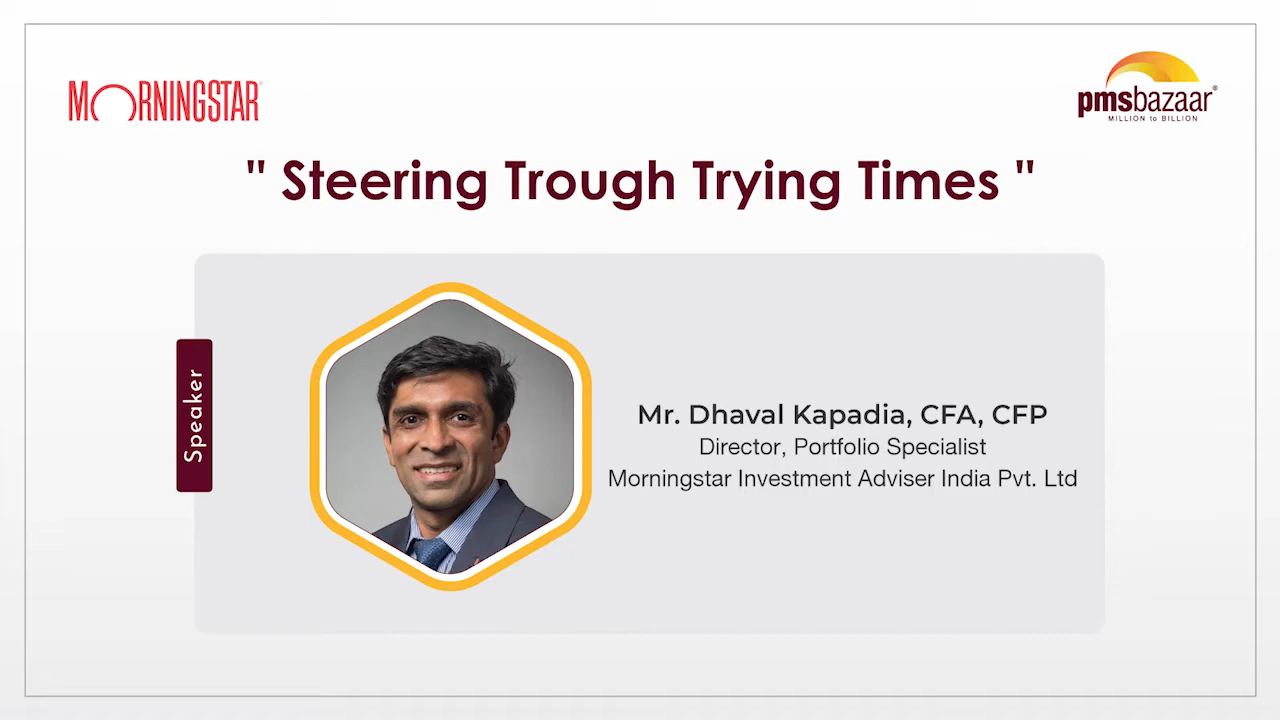 MORNINGSTAR
pmsbazaar®
MILLION to BILLION
" Steering Trough Trying Times "
Speaker
Mr. Dhaval Kapadia, CFA, CFP
Director, Portfolio Specialist
Morningstar Investment Adviser India Pvt. Ltd